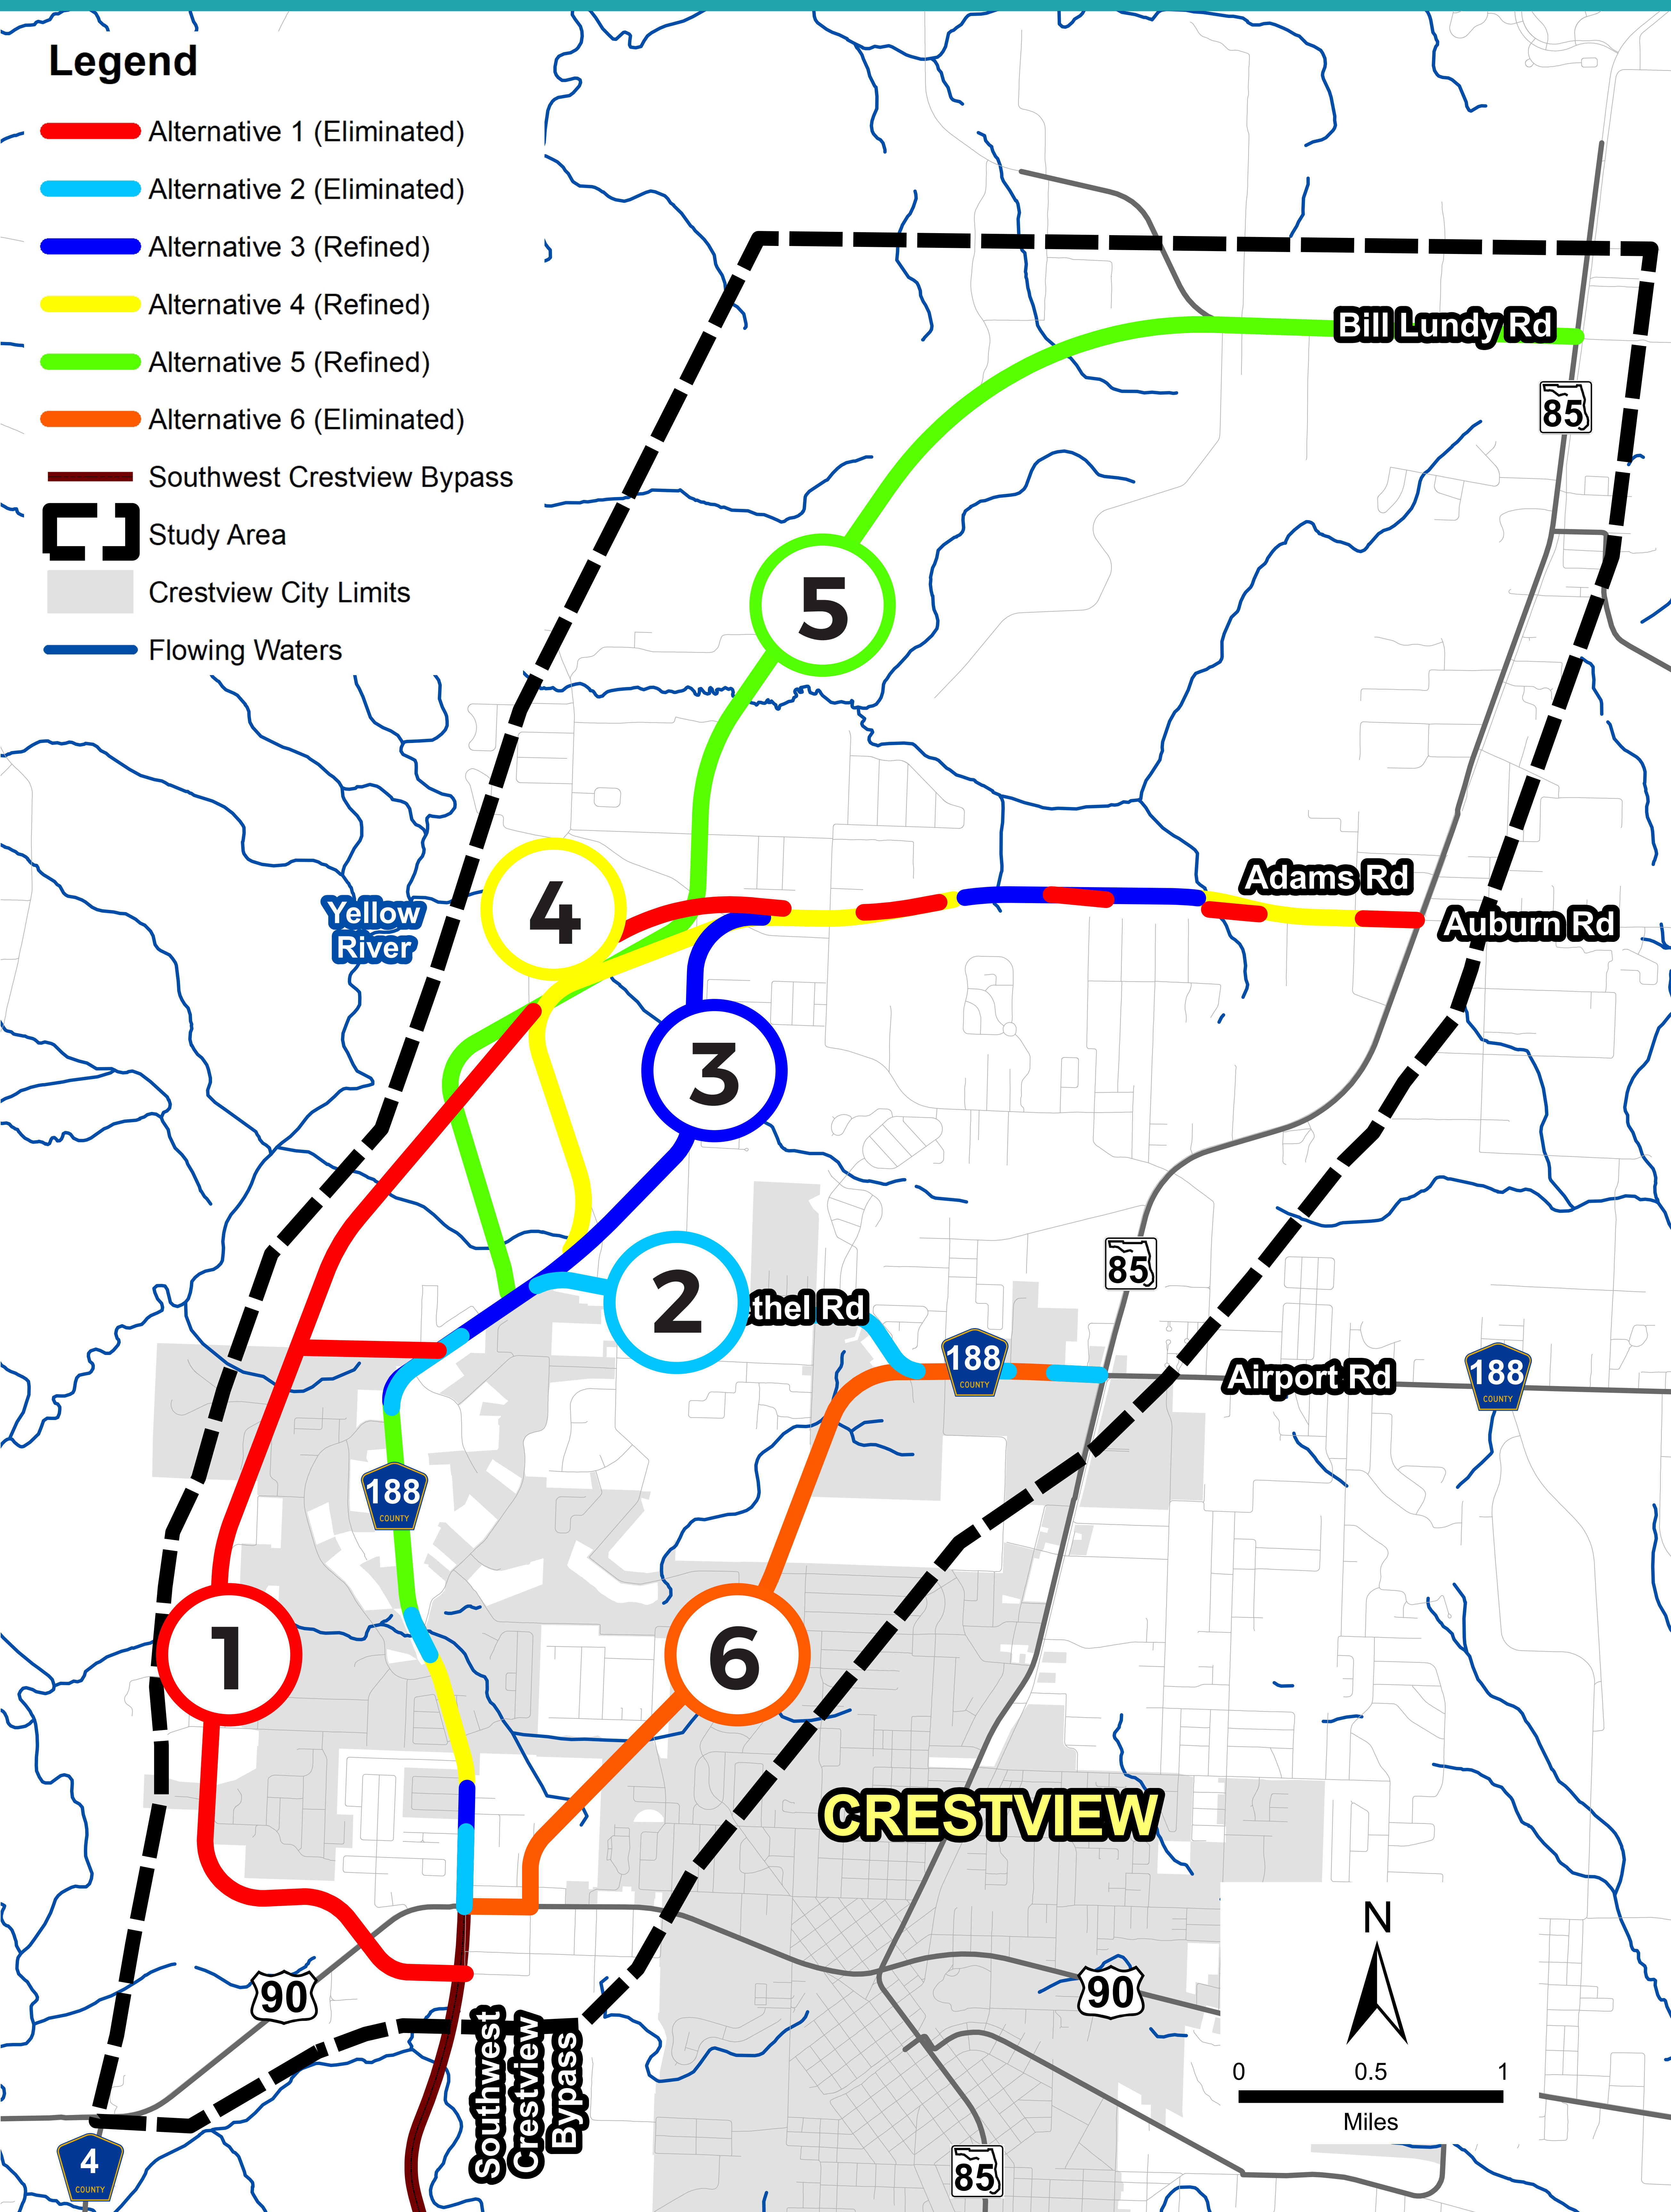 Legend
Alternative 1 (Eliminated)
Alternative 2 (Eliminated)
Alternative 3 (Refined)
Alternative 4 (Refined)
Alternative 5 (Refined)
Alternative 6 (Eliminated)
Southwest Crestview Bypass
Study Area
Crestview City Limits
Flowing Waters
Bill Lundy Rd
85
5
Adams Rd
4
Yellow
River
Auburn Rd
3
85
2
ethel Rd
188
COUNTY
Airport Rd
188
COUNTY
188
COUNTY
1
6
CRESTVIEW
N
90
90
Southwest
Crestview
Bypass
0 0.5 1
Miles
4
COUNTY
85